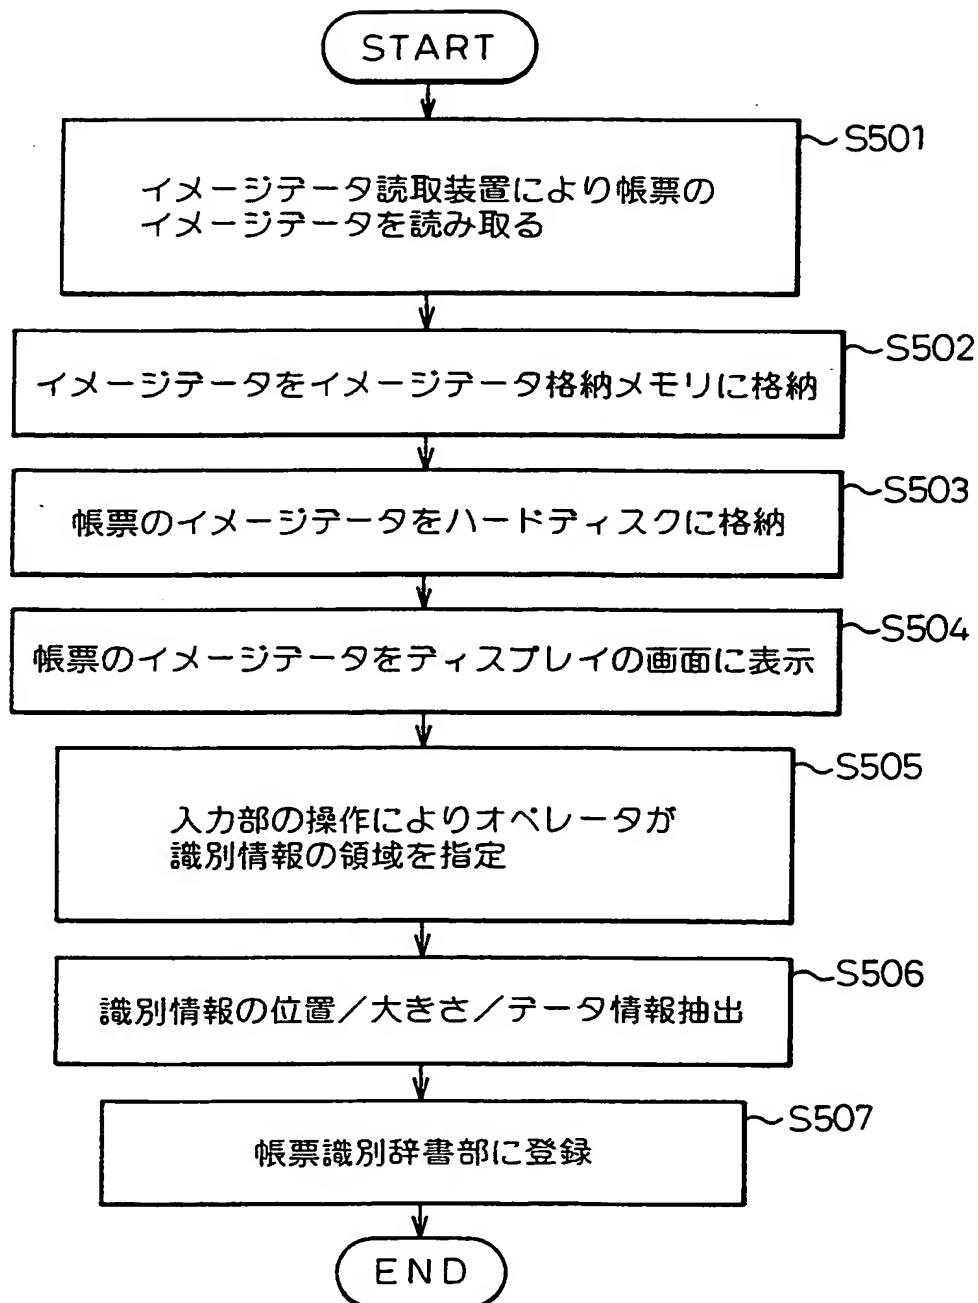 START
S501
イメージデータ読取装置により帳票の
イメージデータを読み取る
S502
イメージデータをイメージデータ格納メモリに格納
S503
帳票のイメージデータをハードディスクに格納
S504
帳票のイメージデータをディスプレイの画面に表示
S505
入力部の操作によりオペレータが
識別情報の領域を指定
S506
識別情報の位置／大きさ／データ情報抽出
S507
帳票識別辞書部に登録
END